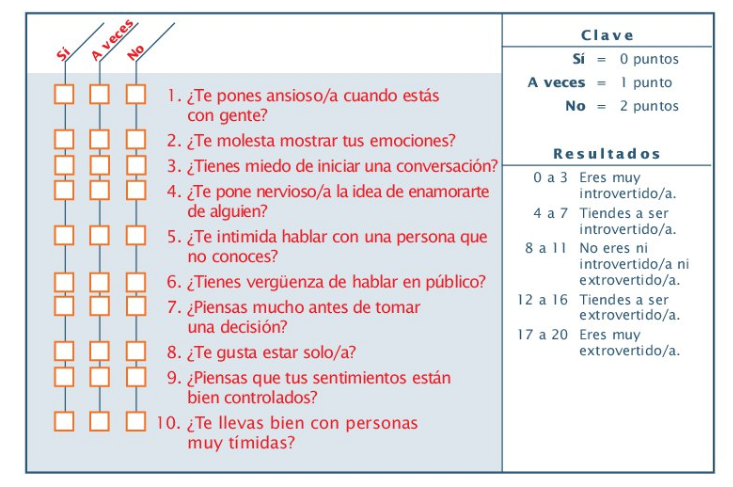 Sí
A veces
No
1. ¿Te pones ansioso/a cuando estás
con gente?
2. ¿Te molesta mostrar tus emociones?
3. ¿Tienes miedo de iniciar una conversación?
4. ¿Te pone nervioso/a la idea de enamorarte
de alguien?
5. ¿Te intimida hablar con una persona que
no conoces?
6. ¿Tienes vergüenza de hablar en público?
7. ¿Piensas mucho antes de tomar
una decisión?
8. ¿Te gusta estar solo/a?
9. ¿Piensas que tus sentimientos están
bien controlados?
10. ¿Te llevas bien con personas
muy tímidas?
Clave
Sí = 0 puntos
A veces = 1 punto
No = 2 puntos
Resultados
0 a 3 Eres muy
introvertido/a.
4 a 7 Tiendes a ser
introvertido/a.
8 a 11 No eres ni
introvertido/a ni
extrovertido/a.
12 a 16 Tiendes a ser
extrovertido/a.
17 a 20 Eres muy
extrovertido/a.